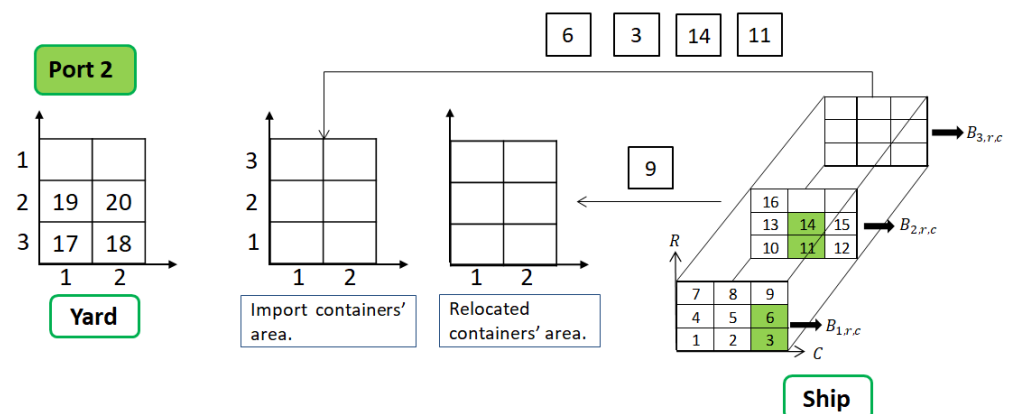 6 3 14 11
Port 2
1
2 19 20
3 17 18
1 2
Yard
3
2
1
1 2
Import containers’
area.
1 2
Relocated
containers’ area.
9
B3,r,c
16
13 14 15
10 11 12
B2,r,c
R
7 8 9
4 5 6
1 2 3
B1,r,c
C
Ship